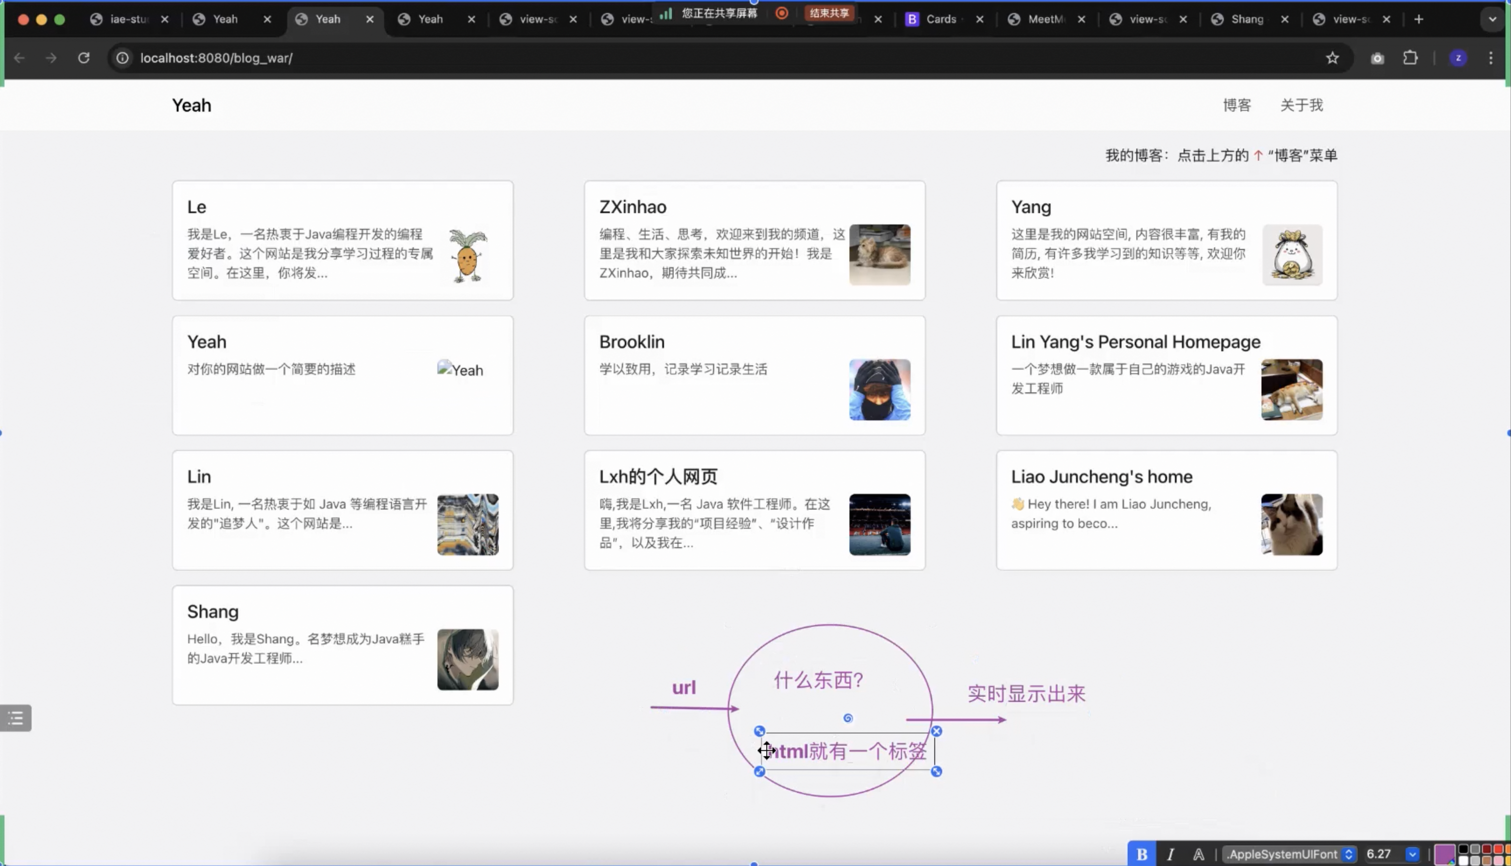 iae-stu
Yeah
Yeah
Yeah
view-so
view-
您正在共享屏幕
结束共享
Cards
MeetM
view-so
Shang
view-so
localhost:8080/blog_war/
z
Yeah
博客
关于我
我的博客：点击上方的 ↑ “博客”菜单
Le
我是Le，一名热衷于Java编程开发的编程
爱好者。这个网站是我分享学习过程的专属
空间。在这里，你将发...
ZXinhao
编程、生活、思考，欢迎来到我的频道，这
里是我和大家探索未知世界的开始！我是
ZXinhao，期待共同成...
Yang
这里是我的网站空间, 内容很丰富, 有我的
简历, 有许多我学习到的知识等等, 欢迎你
来欣赏!
Yeah
对你的网站做一个简要的描述
Yeah
Brooklin
学以致用，记录学习记录生活
Lin Yang's Personal Homepage
一个梦想做一款属于自己的游戏的Java开
发工程师
Lin
我是Lin, 一名热衷于如 Java 等编程语言开
发的"追梦人"。这个网站是...
Lxh的个人网页
嗨,我是Lxh,一名 Java 软件工程师。在这
里,我将分享我的“项目经验”、“设计作
品”，以及我在...
Liao Juncheng's home
👋 Hey there! I am Liao Juncheng,
aspiring to beco...
Shang
Hello，我是Shang。名梦想成为Java糕手
的Java开发工程师...
什么东西?
url
实时显示出来
html就有一个标签
B
I
A
.AppleSystemUIFont
6.27